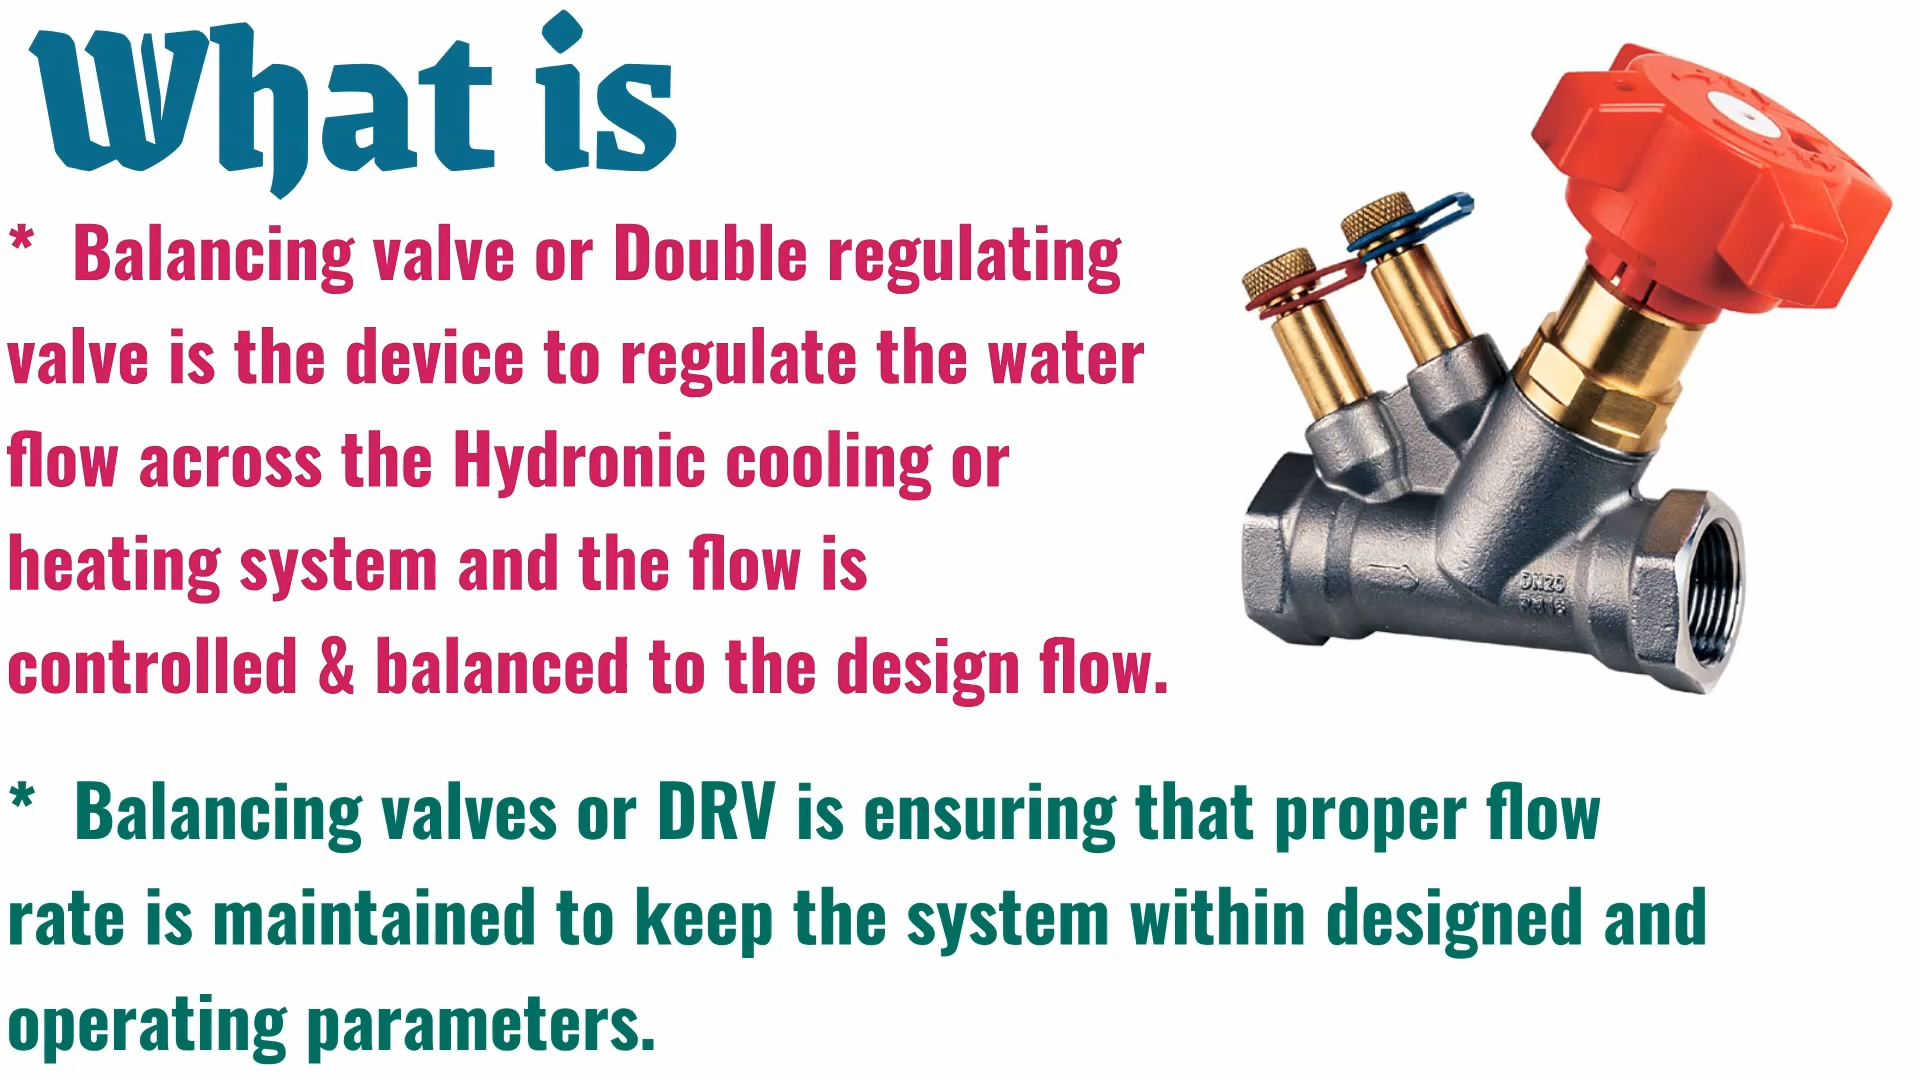 What is
* Balancing valve or Double regulating
valve is the device to regulate the water
flow across the Hydronic cooling or
heating system and the flow is
controlled & balanced to the design flow.
DN20
* Balancing valves or DRV is ensuring that proper flow
rate is maintained to keep the system within designed and
operating parameters.